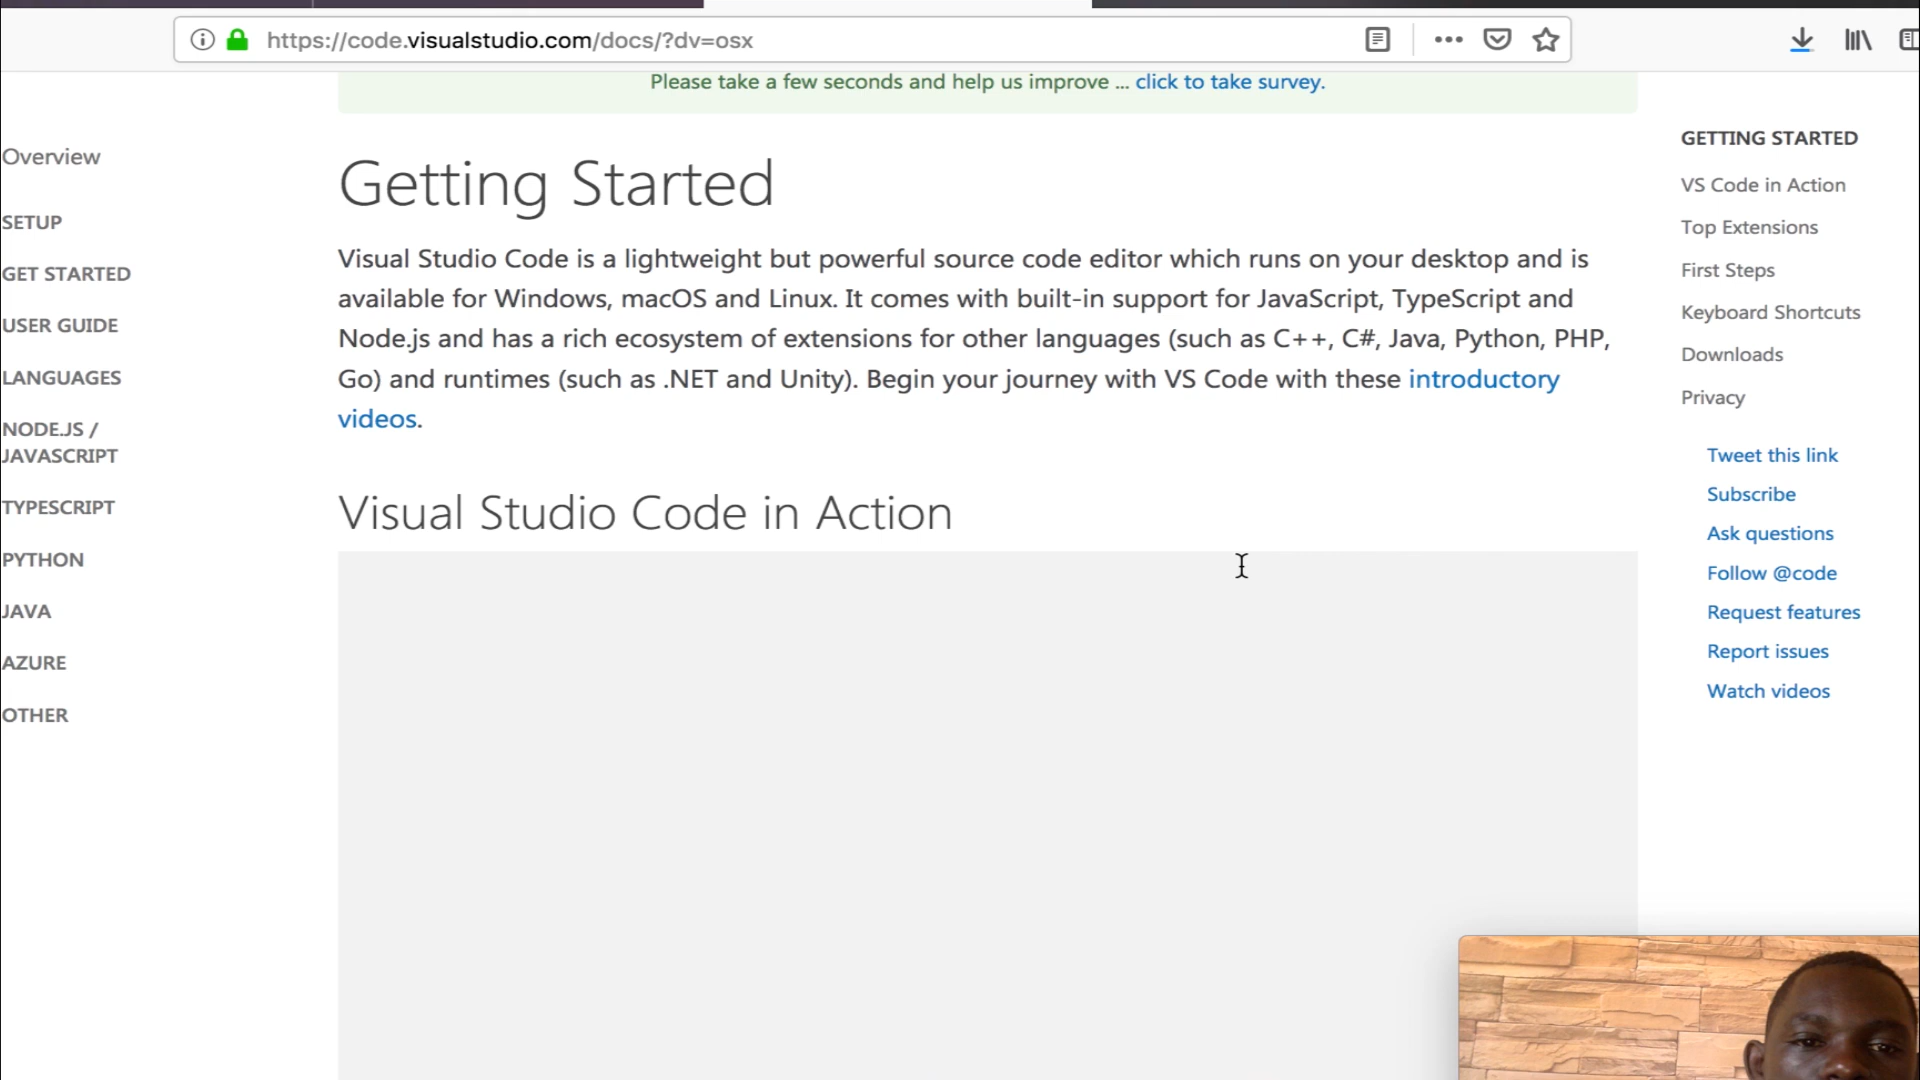 https://code.visualstudio.com/docs/?dv=osx
Please take a few seconds and help us improve ... click to take survey.
Overview
SETUP
GET STARTED
USER GUIDE
LANGUAGES
NODE.JS /
JAVASCRIPT
TYPESCRIPT
PYTHON
JAVA
AZURE
OTHER
Getting Started
Visual Studio Code is a lightweight but powerful source code editor which runs on your desktop and is
available for Windows, macOS and Linux. It comes with built-in support for JavaScript, TypeScript and
Node.js and has a rich ecosystem of extensions for other languages (such as C++, C#, Java, Python, PHP,
Go) and runtimes (such as .NET and Unity). Begin your journey with VS Code with these introductory
videos.
Visual Studio Code in Action
GETTING STARTED
VS Code in Action
Top Extensions
First Steps
Keyboard Shortcuts
Downloads
Privacy
Tweet this link
Subscribe
Ask questions
Follow @code
Request features
Report issues
Watch videos